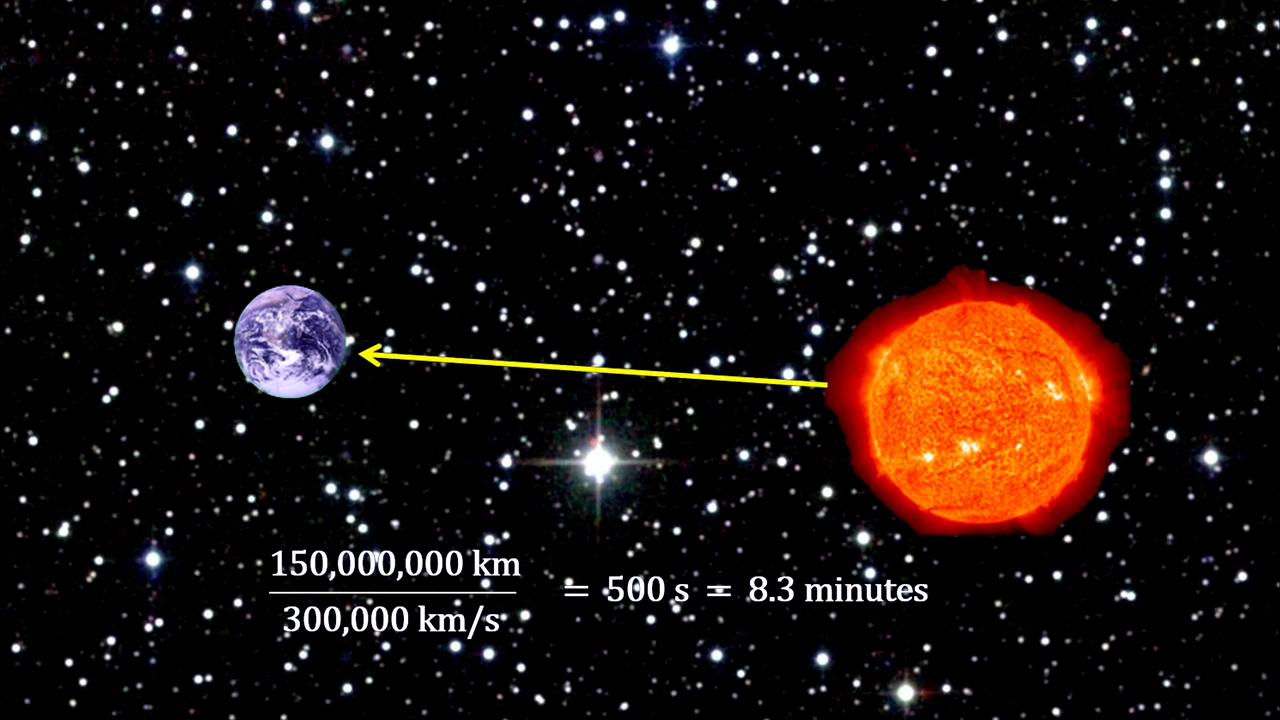 150,000,000 km
300,000 km/s
= 500 s = 8.3 minutes